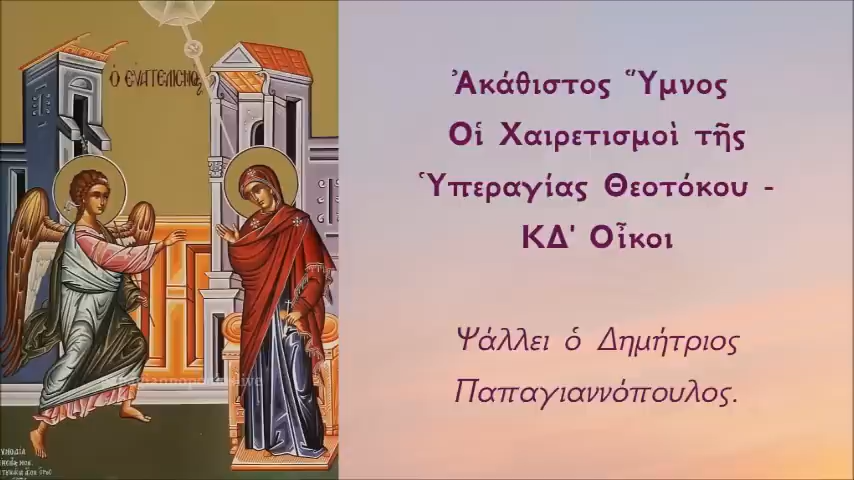 Ὁ ΕΥΑΓΓΕΛΙΣΜΟΣ
Ἀκάθιστος Ὕμνος
Οἱ Χαιρετισμοὶ τῆς
Ὑπεραγίας Θεοτόκου -
ΚΔ' Οἶκοι
Ψάλλει ὁ Δημήτριος
Παπαγιαννόπουλος.